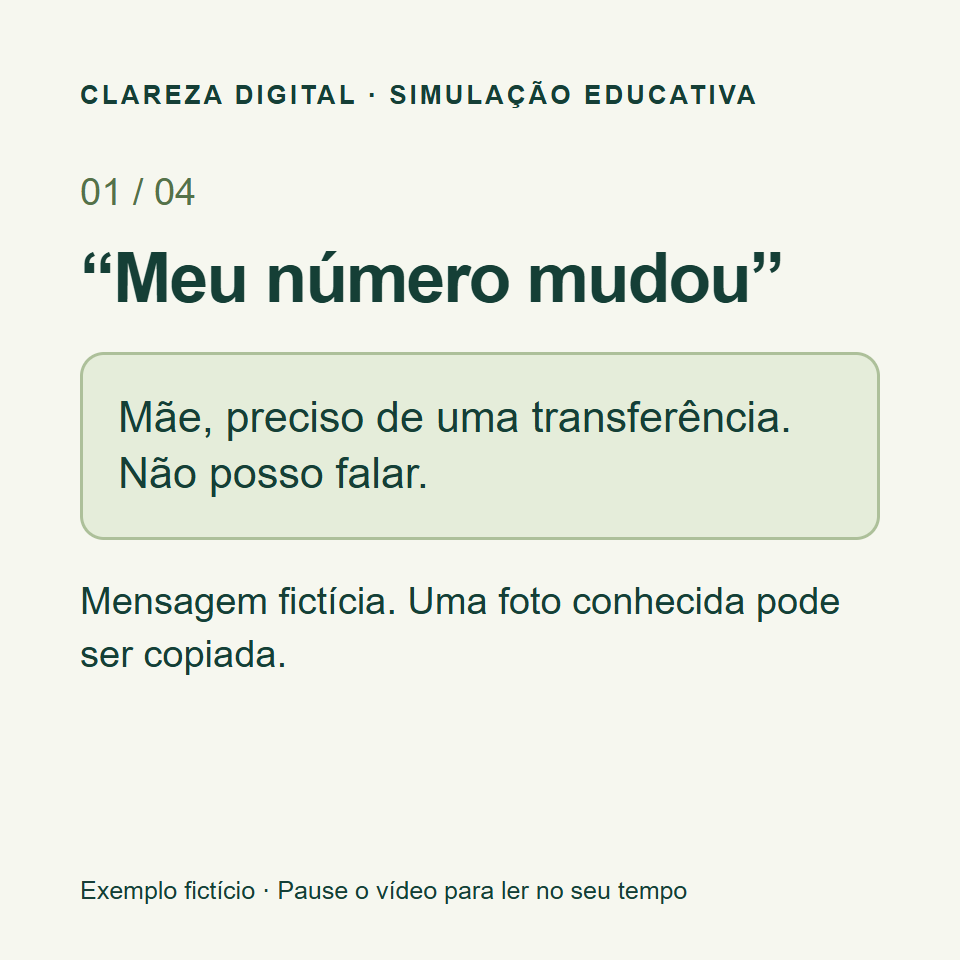 CLAREZA DIGITAL · SIMULAÇÃO EDUCATIVA
01 / 04
“Meu número mudou”
Mãe, preciso de uma transferência.
Não posso falar.
Mensagem fictícia. Uma foto conhecida pode
ser copiada.
Exemplo fictício · Pause o vídeo para ler no seu tempo